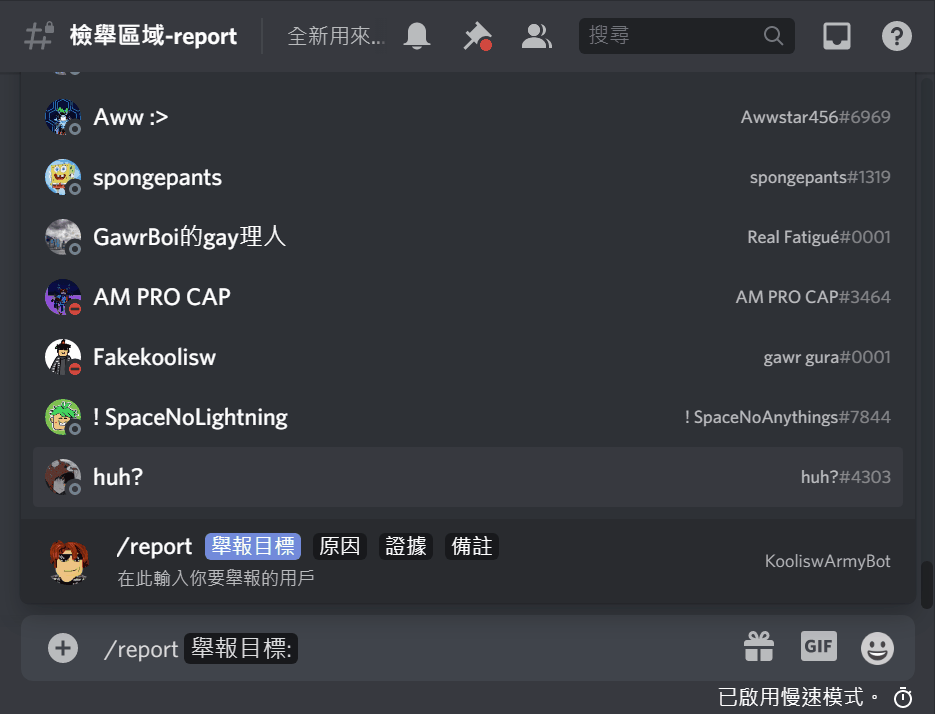 檢舉區域-report 全新用來... 搜尋
Aww :> Awwstar456#6969
spongepants spongepants#1319
GawrBoi的gay理人 Real Fatigué#0001
AM PRO CAP AM PRO CAP#3464
Fakekoolisw gawr gura#0001
! SpaceNoLightning ! SpaceNoAnythings#7844
huh? huh?#4303
/report 舉報目標 原因 證據 備註 KooliswArmyBot
在此輸入你要舉報的用戶
/report 舉報目標: GIF
已啟用慢速模式。